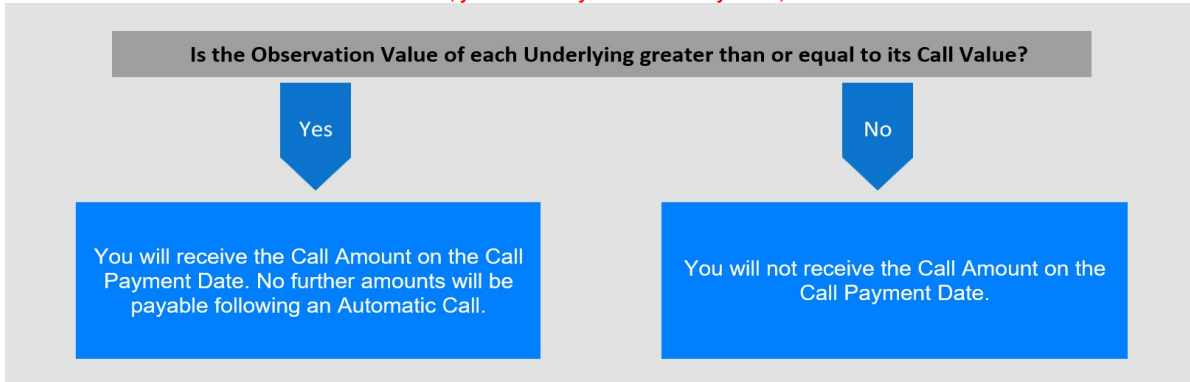 Is the Observation Value of each Underlying greater than or equal to its Call Value?
Yes
No
You will receive the Call Amount on the Call
Payment Date. No further amounts will be
payable following an Automatic Call.
You will not receive the Call Amount on the
Call Payment Date.